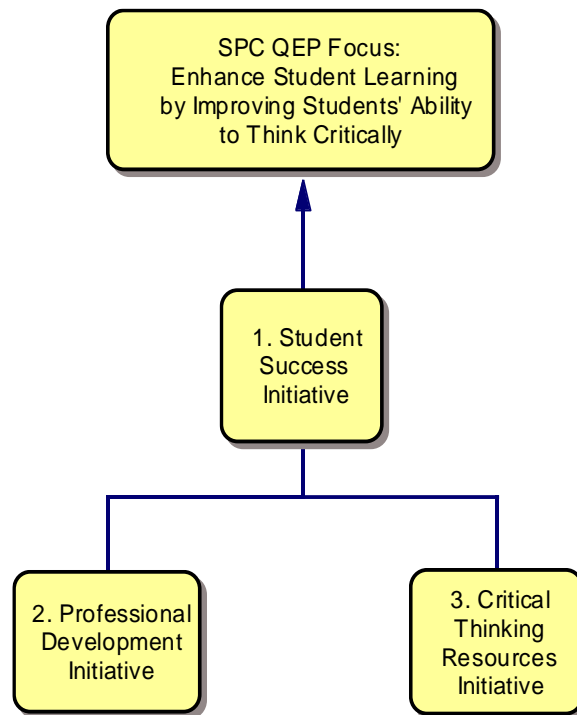 SPC QEP Focus:
Enhance Student Learning
by Improving Students' Ability
to Think Critically
1. Student
Success
Initiative
2. Professional
Development
Initiative
3. Critical
Thinking
Resources
Initiative